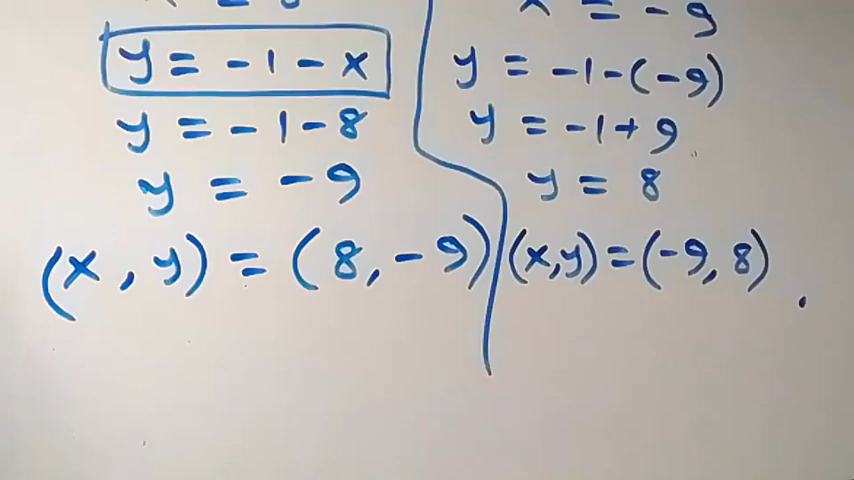 y = -1 - x
y = -1 - 8
y = -9
(x, y) = (8, -9)
x = -9
y = -1 - (-9)
y = -1 + 9
y = 8
(x, y) = (-9, 8)